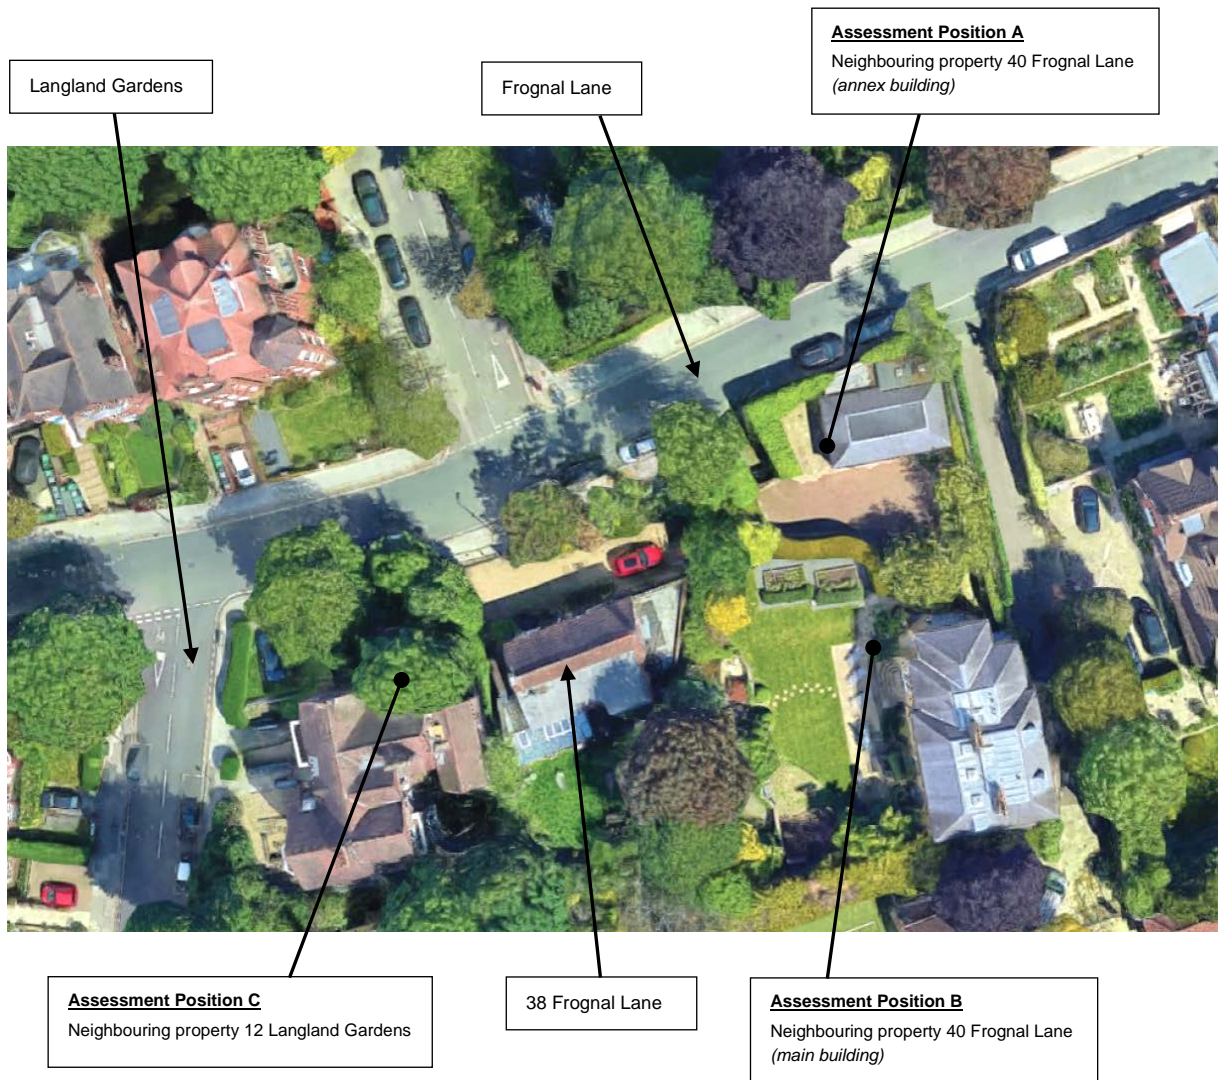 Assessment Position A
Neighbouring property 40 Frognal Lane
(annex building)
Langland Gardens
Frognal Lane
Assessment Position C
Neighbouring property 12 Langland Gardens
38 Frognal Lane
Assessment Position B
Neighbouring property 40 Frognal Lane
(main building)